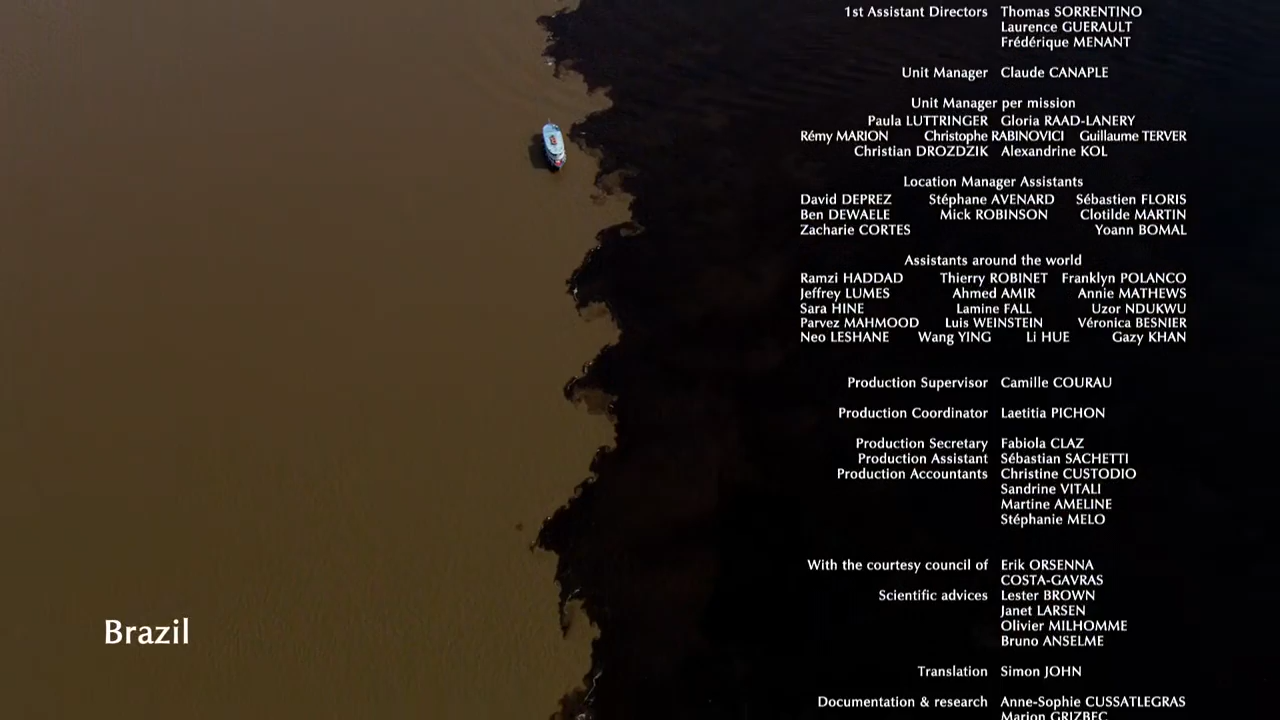 1st Assistant Directors Thomas SORRENTINO
Laurence GUERAULT
Frédérique MENANT
Unit Manager Claude CANAPLE
Unit Manager per mission
Paula LUTTRINGER Gloria RAAD-LANERY
Rémy MARION Christophe RABINOVICI Guillaume TERVER
Christian DROZDZIK Alexandrine KOL
Location Manager Assistants
David DEPREZ Stéphane AVENARD Sébastien FLORIS
Ben DEWAELE Mick ROBINSON Clotilde MARTIN
Zacharie CORTES Yoann BOMAL
Assistants around the world
Ramzi HADDAD Thierry ROBINET Franklyn POLANCO
Jeffrey LUMES Ahmed AMIR Annie MATHEWS
Sara HINE Lamine FALL Uzor NDUKWU
Parvez MAHMOOD Luis WEINSTEIN Véronica BESNIER
Neo LESHANE Wang YING Li HUE Gazy KHAN
Production Supervisor Camille COURAU
Production Coordinator Laetitia PICHON
Production Secretary Fabiola CLAZ
Production Assistant Sébastian SACHETTI
Production Accountants Christine CUSTODIO
Sandrine VITALI
Martine AMELINE
Stéphanie MELO
With the courtesy council of Erik ORSENNA
COSTA-GAVRAS
Scientific advices Lester BROWN
Janet LARSEN
Olivier MILHOMME
Bruno ANSELME
Translation Simon JOHN
Documentation & research Anne-Sophie CUSSATLEGRAS
Marion GRIZBEC
Brazil